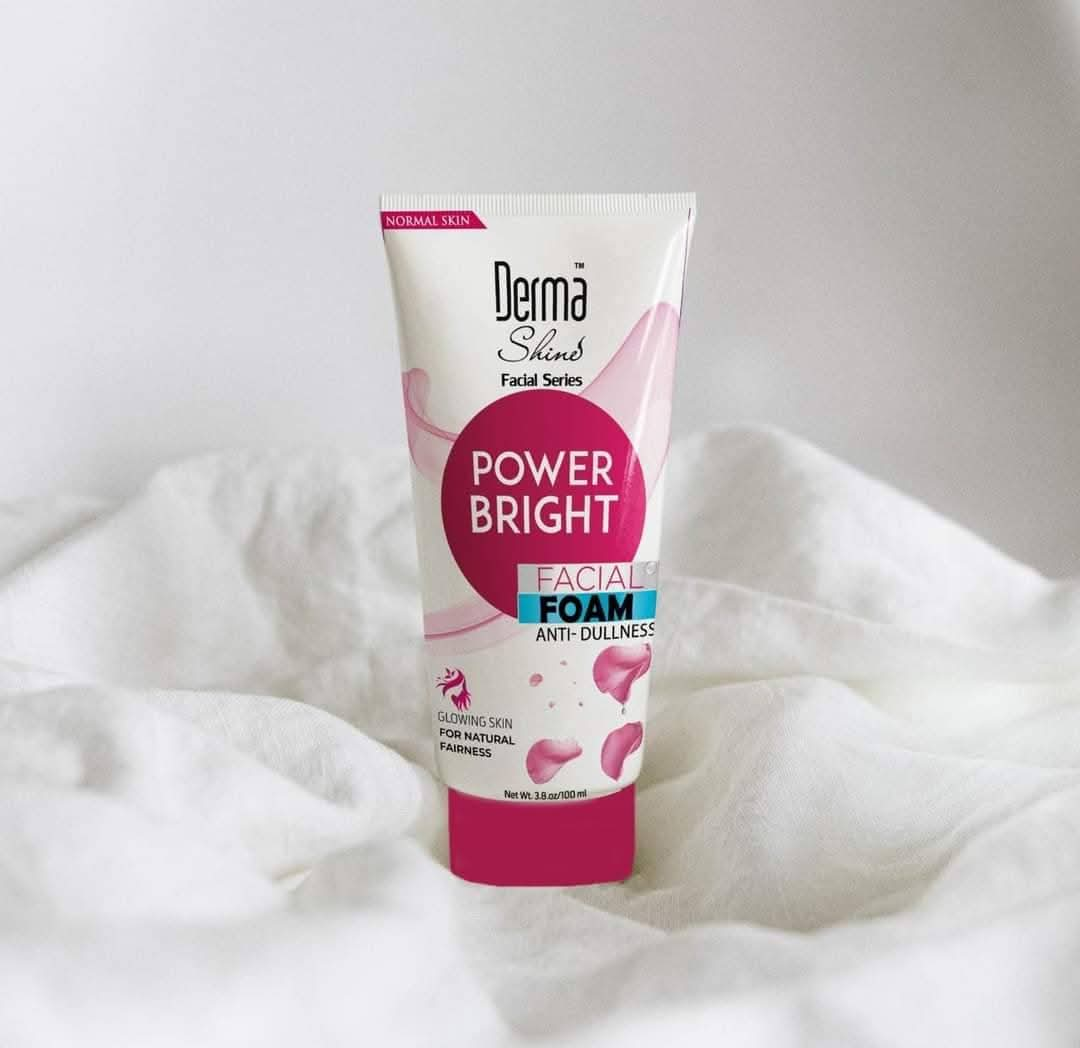 NORMAL SKIN
Derma™
Shine
Facial Series
POWER
BRIGHT
FACIAL
FOAM
ANTI-DULLNESS
GLOWING SKIN
FOR NATURAL
FAIRNESS
Net Wt. 3.8 oz/100 ml